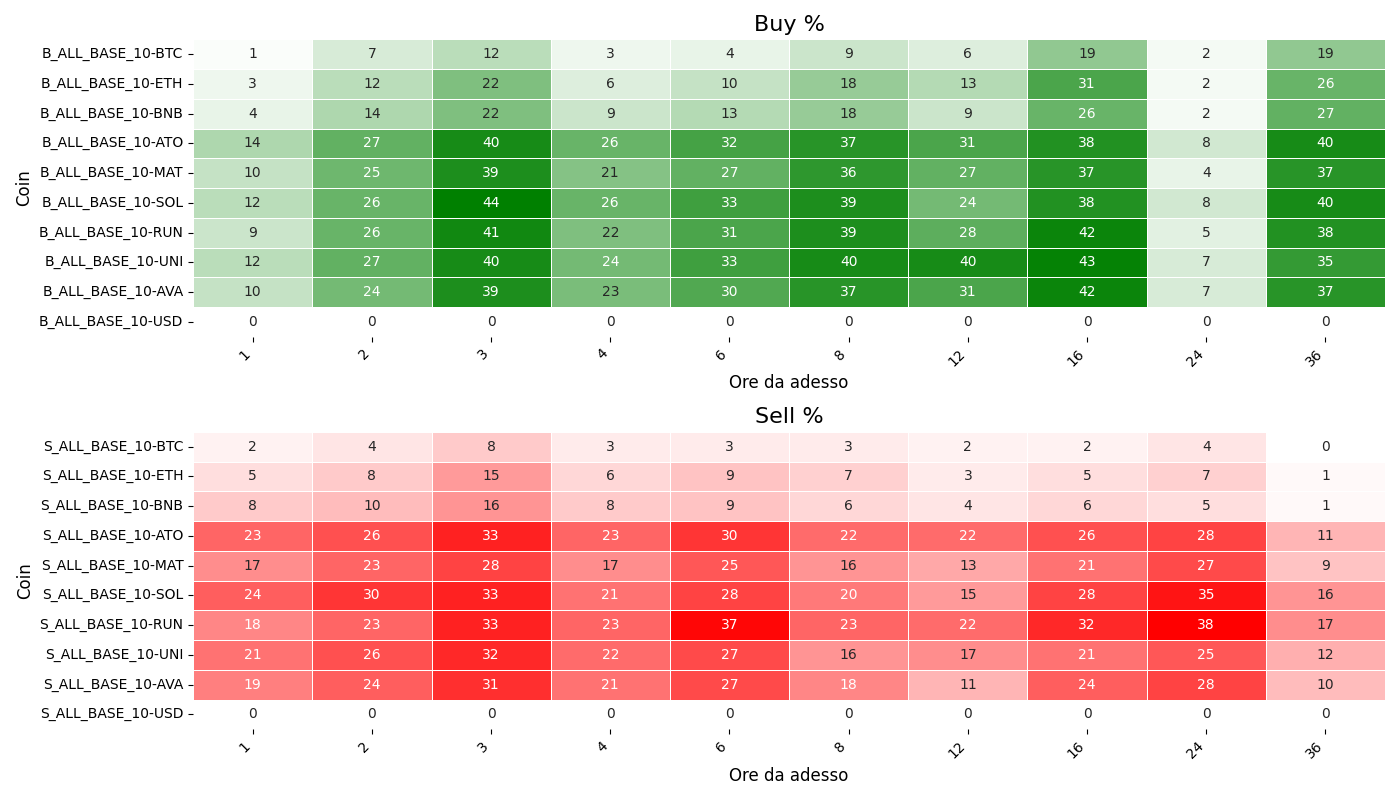 Buy %
Coin
B_ALL_BASE_10-BTC 1 7 12 3 4 9 6 19 2 19
B_ALL_BASE_10-ETH 3 12 22 6 10 18 13 31 2 26
B_ALL_BASE_10-BNB 4 14 22 9 13 18 9 26 2 27
B_ALL_BASE_10-ATO 14 27 40 26 32 37 31 38 8 40
B_ALL_BASE_10-MAT 10 25 39 21 27 36 27 37 4 37
B_ALL_BASE_10-SOL 12 26 44 26 33 39 24 38 8 40
B_ALL_BASE_10-RUN 9 26 41 22 31 39 28 42 5 38
B_ALL_BASE_10-UNI 12 27 40 24 33 40 40 43 7 35
B_ALL_BASE_10-AVA 10 24 39 23 30 37 31 42 7 37
B_ALL_BASE_10-USD 0 0 0 0 0 0 0 0 0 0
1 2 3 4 6 8 12 16 24 36
Ore da adesso
Sell %
Coin
S_ALL_BASE_10-BTC 2 4 8 3 3 3 2 2 4 0
S_ALL_BASE_10-ETH 5 8 15 6 9 7 3 5 7 1
S_ALL_BASE_10-BNB 8 10 16 8 9 6 4 6 5 1
S_ALL_BASE_10-ATO 23 26 33 23 30 22 22 26 28 11
S_ALL_BASE_10-MAT 17 23 28 17 25 16 13 21 27 9
S_ALL_BASE_10-SOL 24 30 33 21 28 20 15 28 35 16
S_ALL_BASE_10-RUN 18 23 33 23 37 23 22 32 38 17
S_ALL_BASE_10-UNI 21 26 32 22 27 16 17 21 25 12
S_ALL_BASE_10-AVA 19 24 31 21 27 18 11 24 28 10
S_ALL_BASE_10-USD 0 0 0 0 0 0 0 0 0 0
1 2 3 4 6 8 12 16 24 36
Ore da adesso